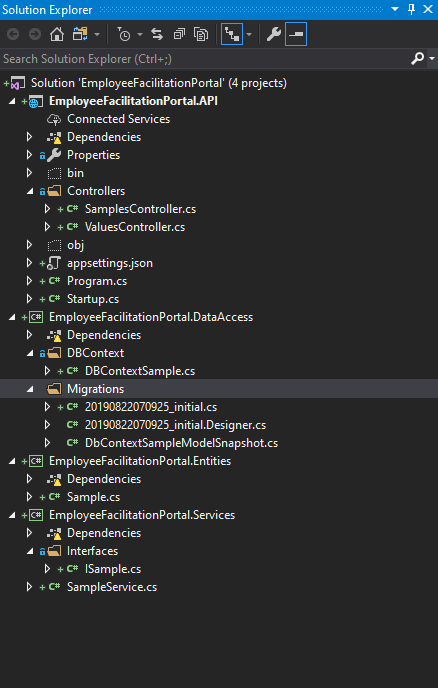 Solution Explorer
Search Solution Explorer (Ctrl+;)
Solution 'EmployeeFacilitationPortal' (4 projects)
EmployeeFacilitationPortal.API
Connected Services
Dependencies
Properties
bin
Controllers
C# SamplesController.cs
C# ValuesController.cs
obj
appsettings.json
C# Program.cs
C# Startup.cs
C# EmployeeFacilitationPortal.DataAccess
Dependencies
DBContext
C# DBContextSample.cs
Migrations
C# 20190822070925_initial.cs
C# 20190822070925_initial.Designer.cs
C# DbContextSampleModelSnapshot.cs
C# EmployeeFacilitationPortal.Entities
Dependencies
C# Sample.cs
C# EmployeeFacilitationPortal.Services
Dependencies
Interfaces
C# ISample.cs
C# SampleService.cs